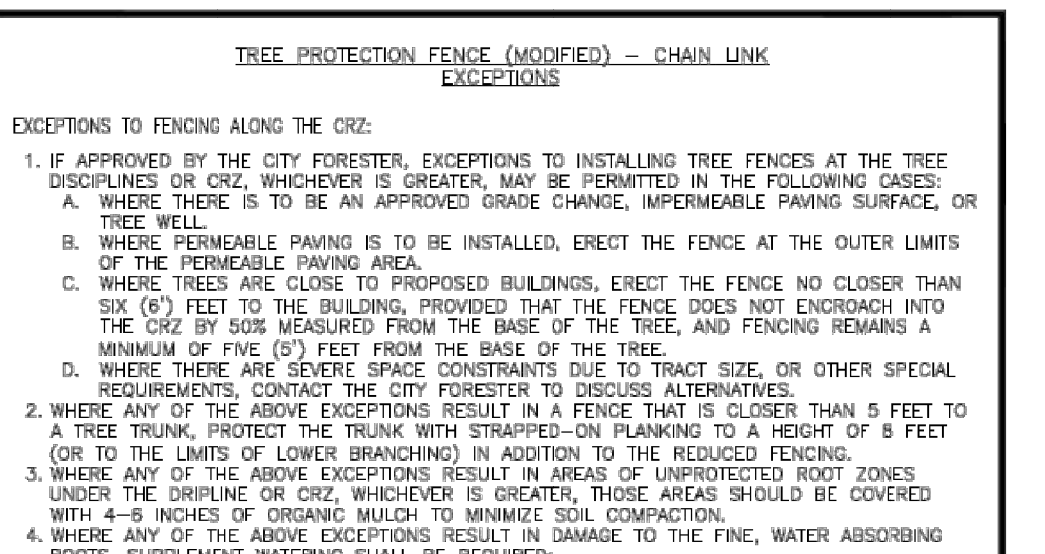 TREE PROTECTION FENCE (MODIFIED) – CHAIN LINK
EXCEPTIONS
EXCEPTIONS TO FENCING ALONG THE CRZ:
1. IF APPROVED BY THE CITY FORESTER, EXCEPTIONS TO INSTALLING TREE FENCES AT THE TREE
DISCIPLINES OR CRZ, WHICHEVER IS GREATER, MAY BE PERMITTED IN THE FOLLOWING CASES:
A. WHERE THERE IS TO BE AN APPROVED GRADE CHANGE, IMPERMEABLE PAVING SURFACE, OR
TREE WELL.
B. WHERE PERMEABLE PAVING IS TO BE INSTALLED, ERECT THE FENCE AT THE OUTER LIMITS
OF THE PERMEABLE PAVING AREA.
C. WHERE TREES ARE CLOSE TO PROPOSED BUILDINGS, ERECT THE FENCE NO CLOSER THAN
SIX (6') FEET TO THE BUILDING, PROVIDED THAT THE FENCE DOES NOT ENCROACH INTO
THE CRZ BY 50% MEASURED FROM THE BASE OF THE TREE, AND FENCING REMAINS A
MINIMUM OF FIVE (5') FEET FROM THE BASE OF THE TREE.
D. WHERE THERE ARE SEVERE SPACE CONSTRAINTS DUE TO TRACT SIZE, OR OTHER SPECIAL
REQUIREMENTS, CONTACT THE CITY FORESTER TO DISCUSS ALTERNATIVES.
2. WHERE ANY OF THE ABOVE EXCEPTIONS RESULT IN A FENCE THAT IS CLOSER THAN 5 FEET TO
A TREE TRUNK, PROTECT THE TRUNK WITH STRAPPED–ON PLANKING TO A HEIGHT OF 8 FEET
(OR TO THE LIMITS OF LOWER BRANCHING) IN ADDITION TO THE REDUCED FENCING.
3. WHERE ANY OF THE ABOVE EXCEPTIONS RESULT IN AREAS OF UNPROTECTED ROOT ZONES
UNDER THE DRIPLINE OR CRZ, WHICHEVER IS GREATER, THOSE AREAS SHOULD BE COVERED
WITH 4–6 INCHES OF ORGANIC MULCH TO MINIMIZE SOIL COMPACTION.
4. WHERE ANY OF THE ABOVE EXCEPTIONS RESULT IN DAMAGE TO THE FINE, WATER ABSORBING
ROOTS, SUPPLEMENT WATERING SHALL BE REQUIRED: